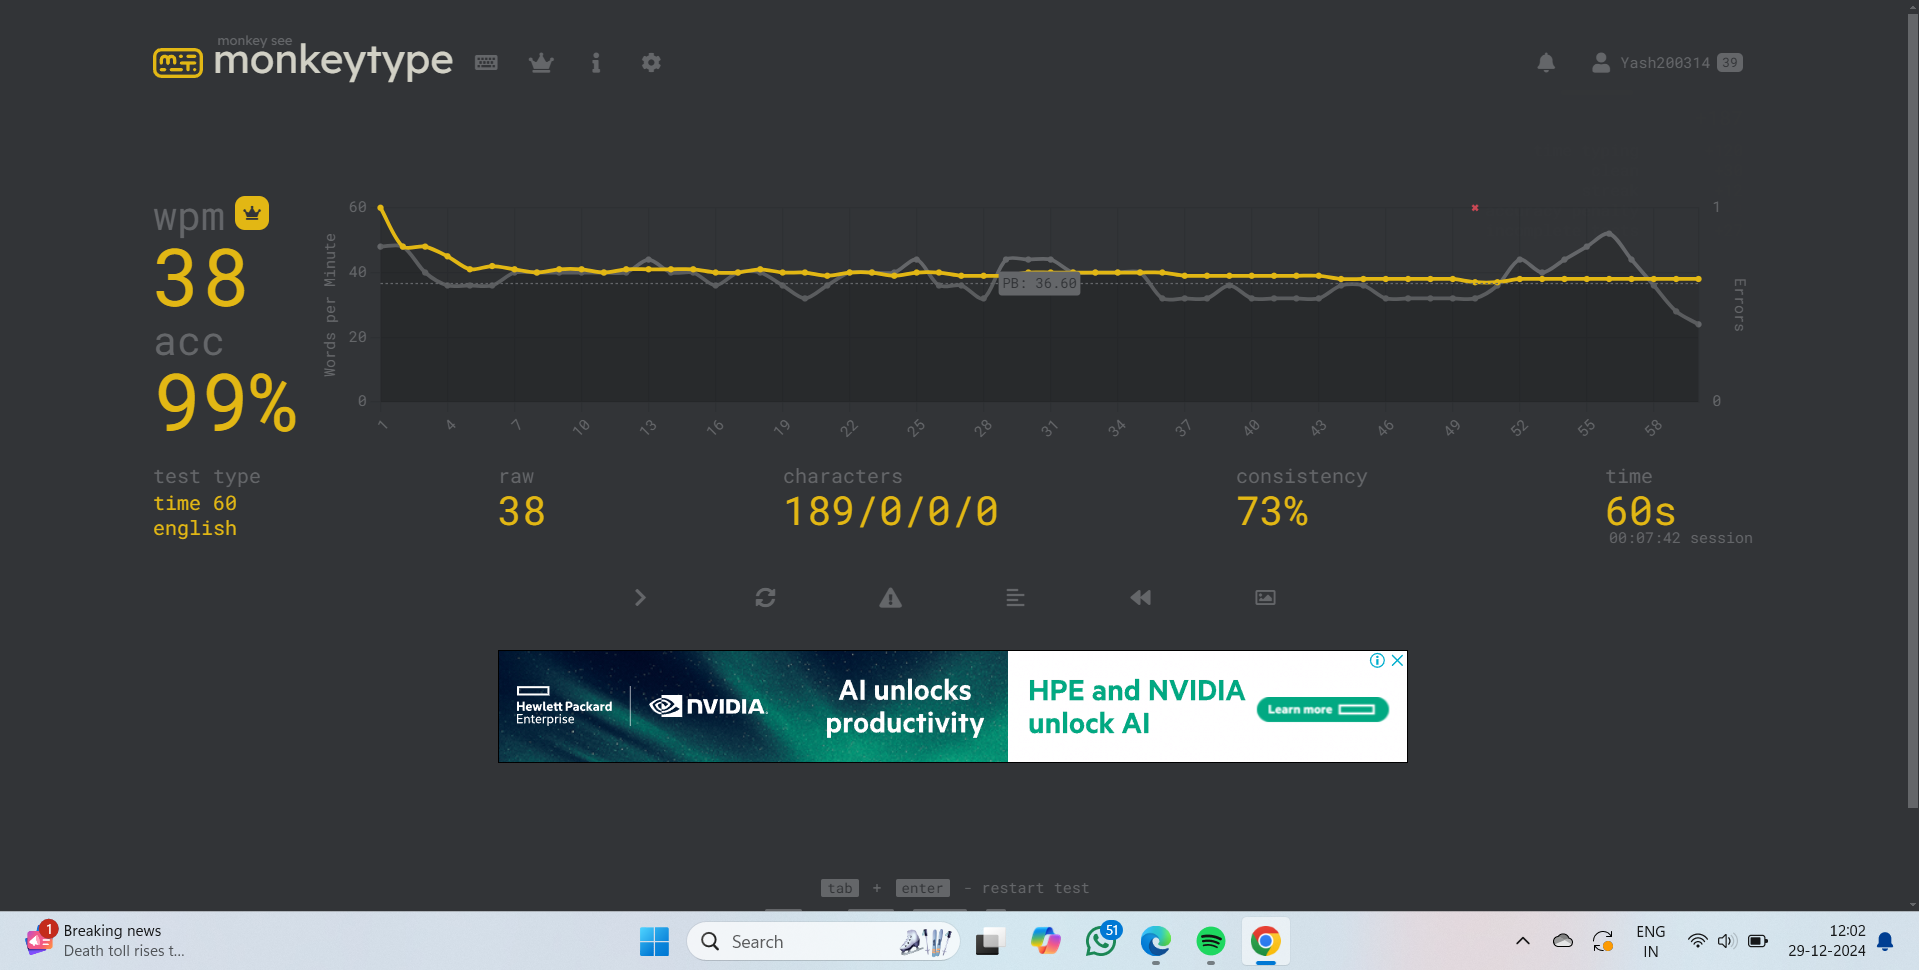 monkey see
monkeytype
Yash200314 39
wpm
38
acc
99%
Words per Minute
60
40
20
0
PB: 36.60
1
0
Errors
1 4 7 10 13 16 19 22 25 28 31 34 37 40 43 46 49 52 55 58
test type
time 60
english
raw
38
characters
189/0/0/0
consistency
73%
time
60s
00:07:42 session
Hewlett Packard
Enterprise
NVIDIA.
AI unlocks
productivity
HPE and NVIDIA
unlock AI
Learn more
tab + enter - restart test
1
Breaking news
Death toll rises t...
Search
51
ENG
IN
12:02
29-12-2024